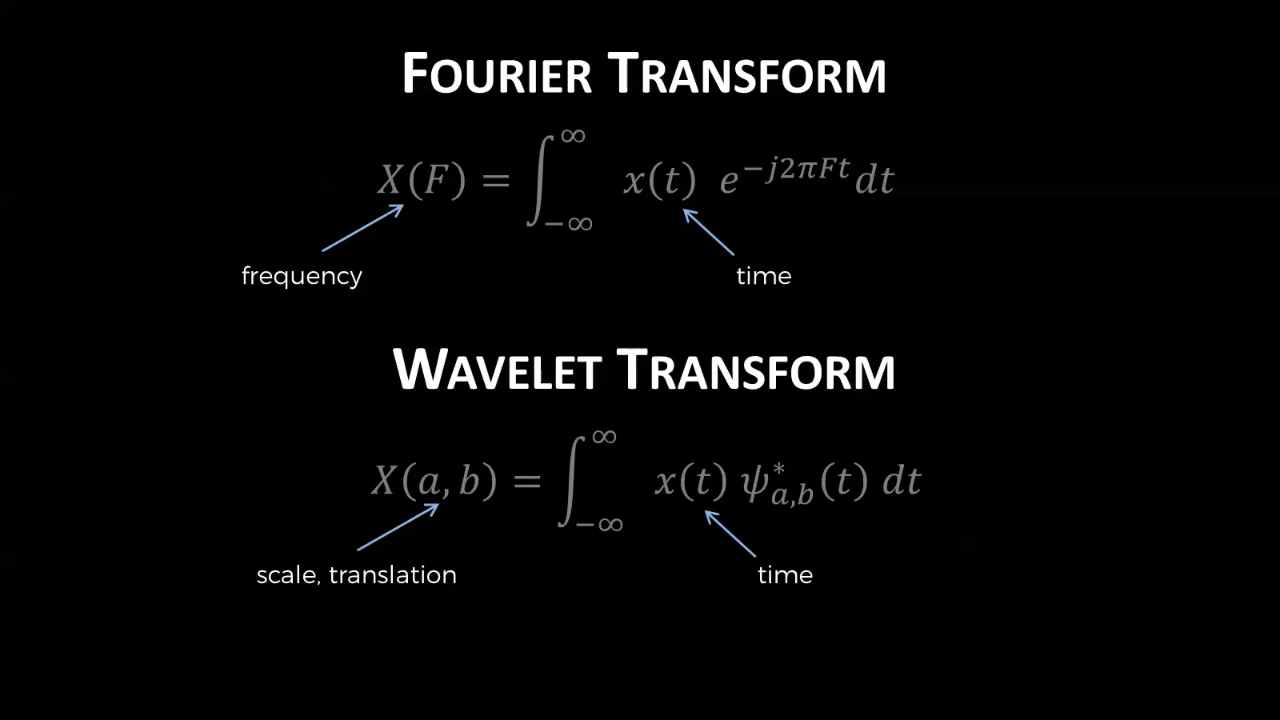 FOURIER TRANSFORM
X(F) = ∫_{-∞}^{∞} x(t) e^{-j2πFt} dt
frequency
time
WAVELET TRANSFORM
X(a, b) = ∫_{-∞}^{∞} x(t) ψ*_{a,b}(t) dt
scale, translation
time